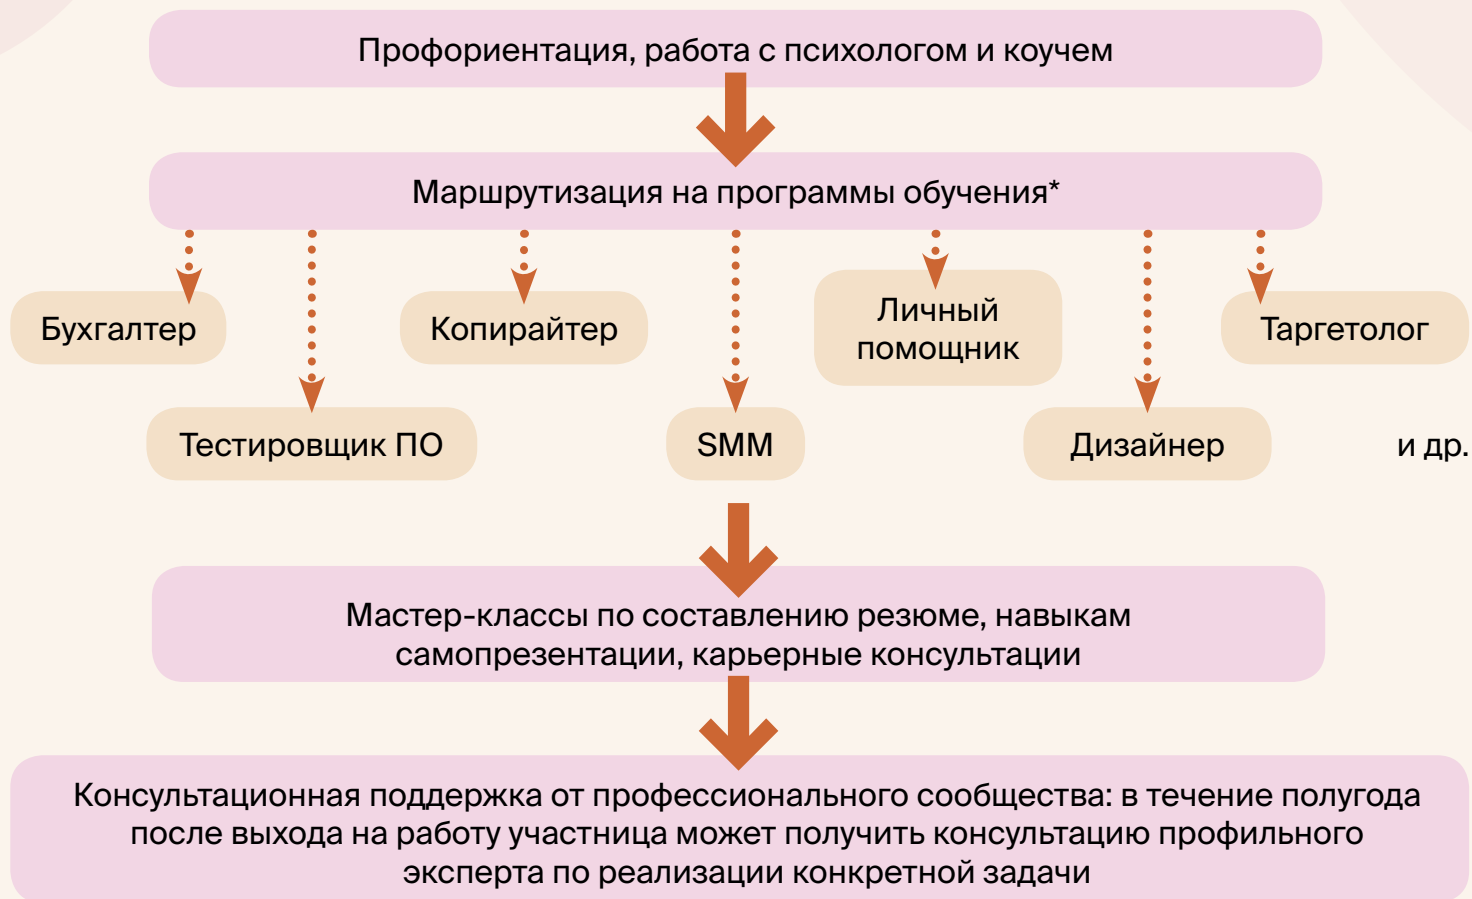 Профориентация, работа с психологом и коучем
Маршрутизация на программы обучения*
Бухгалтер
Копирайтер
Личный
помощник
Таргетолог
Тестировщик ПО
SMM
Дизайнер
и др.
Мастер-классы по составлению резюме, навыкам
самопрезентации, карьерные консультации
Консультационная поддержка от профессионального сообщества: в течение полугода
после выхода на работу участница может получить консультацию профильного
эксперта по реализации конкретной задачи